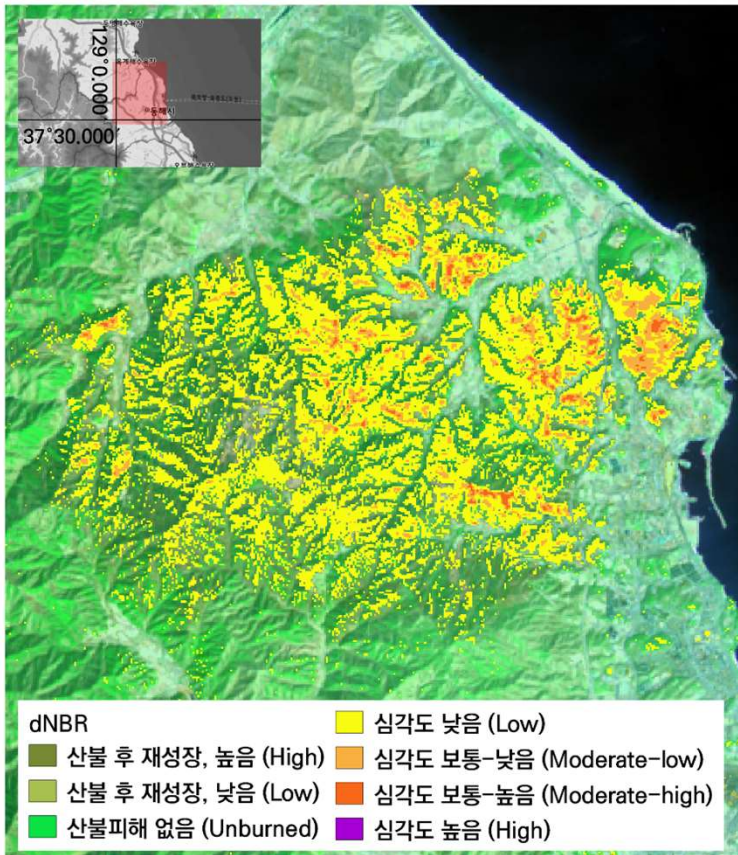 129°0.000'
동해시
37°30.000'
dNBR
산불 후 재성장, 높음 (High)
산불 후 재성장, 낮음 (Low)
산불피해 없음 (Unburned)
심각도 낮음 (Low)
심각도 보통-낮음 (Moderate-low)
심각도 보통-높음 (Moderate-high)
심각도 높음 (High)